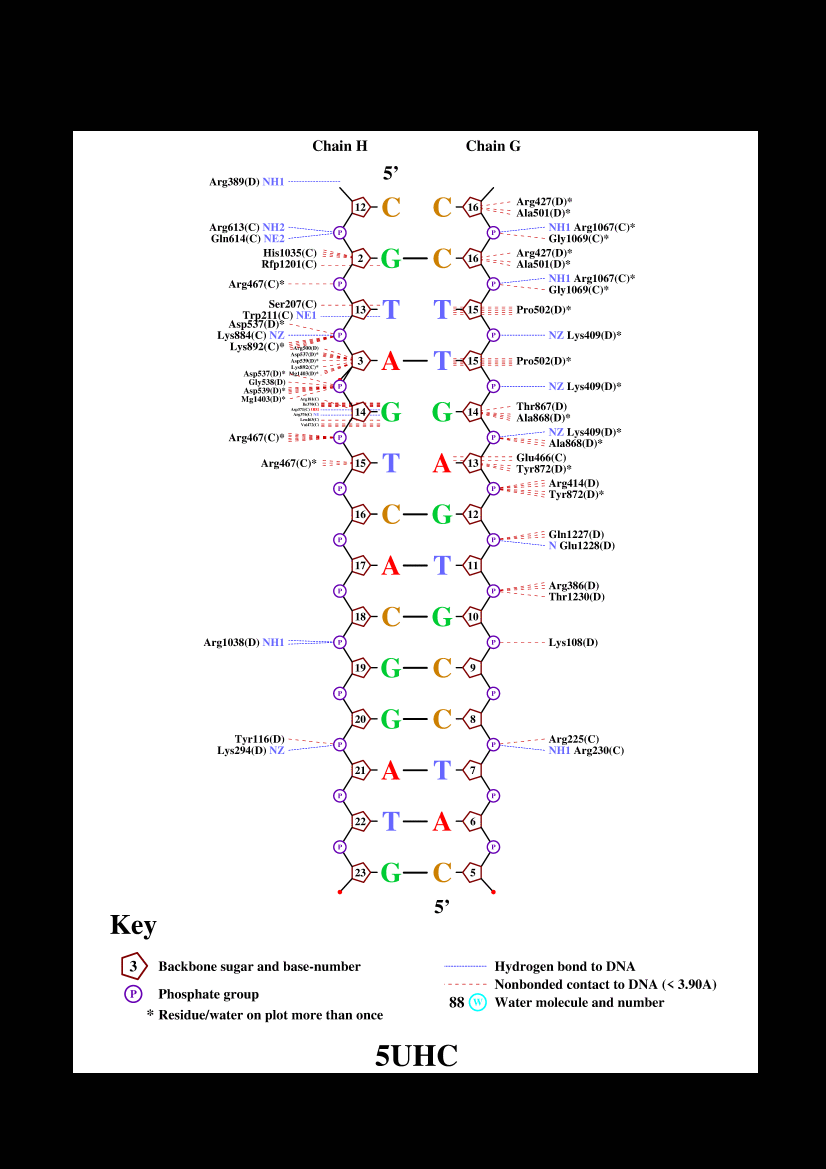 Chain H Chain G
5’
Arg389(D) NH1
12 C C 16 Arg427(D)*
Ala501(D)*
Arg613(C) NH2 P P NH1 Arg1067(C)*
Gln614(C) NE2 Gly1069(C)*
His1035(C) 2 G C 16 Arg427(D)*
Rfp1201(C) Ala501(D)*
Arg467(C)* P P NH1 Arg1067(C)*
Gly1069(C)*
Ser207(C) 13 T T 15 Pro502(D)*
Trp211(C) NE1
Asp537(D)*
Lys884(C) NZ P P NZ Lys409(D)*
Lys892(C)*
Arg500(D)
Asp537(D)*
Asp539(D)* 3 A T 15 Pro502(D)*
Lys892(C)*
Mg1403(D)*
Asp537(D)*
Gly538(D) P P NZ Lys409(D)*
Asp539(D)*
Mg1403(D)*
14 G G 14 Thr867(D)
Ala868(D)*
Arg467(C)* P P NZ Lys409(D)*
Ala868(D)*
Arg467(C)* 15 T A 13 Glu466(C)
Tyr872(D)*
P P Arg414(D)
Tyr872(D)*
16 C G 12
P P Gln1227(D)
N Glu1228(D)
17 A T 11
P P Arg386(D)
Thr1230(D)
18 C G 10
Arg1038(D) NH1 P P Lys108(D)
19 G C 9
P P
20 G C 8
Tyr116(D) P P Arg225(C)
Lys294(D) NZ NH1 Arg230(C)
21 A T 7
P P
22 T A 6
P P
23 G C 5
5’
Key
3 Backbone sugar and base-number
P Phosphate group
* Residue/water on plot more than once
Hydrogen bond to DNA
Nonbonded contact to DNA (< 3.90A)
88 W Water molecule and number
5UHC